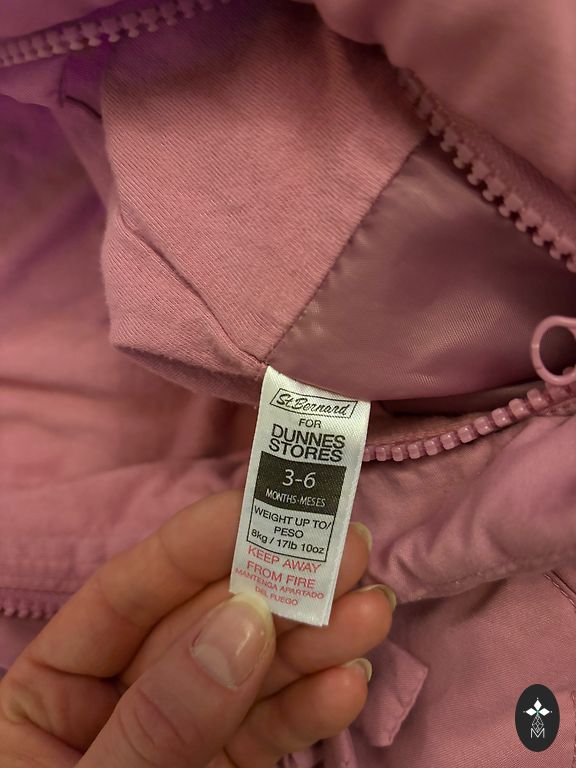 St.Bernard
FOR
DUNNES
STORES
3-6
MONTHS-MESES
WEIGHT UP TO/
PESO
8kg / 17lb 10oz
KEEP AWAY
FROM FIRE
MANTENGA APARTADO
DEL FUEGO
M